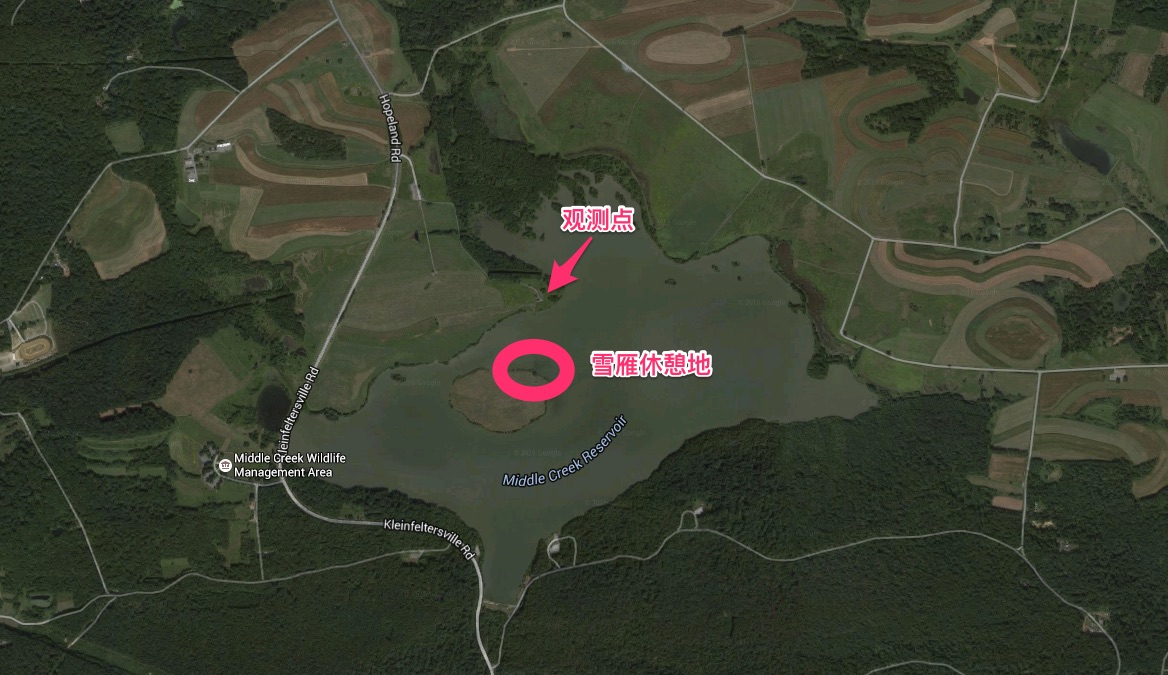 Hopeland Rd
观测点
雪雁休憩地
Kleinfeltersville Rd
Middle Creek Reservoir
Middle Creek Wildlife
Management Area
Kleinfeltersville Rd